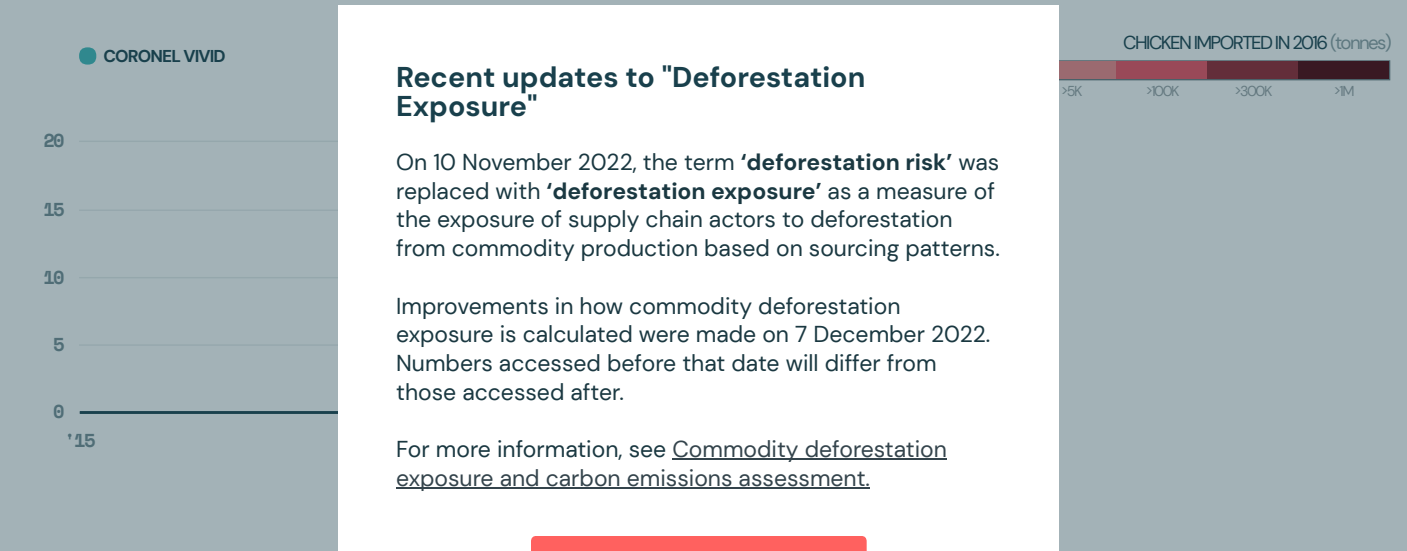 CORONEL VIVID
20
15
10
5
0
'15
Recent updates to "Deforestation
Exposure"
On 10 November 2022, the term ‘deforestation risk’ was
replaced with ‘deforestation exposure’ as a measure of
the exposure of supply chain actors to deforestation
from commodity production based on sourcing patterns.
Improvements in how commodity deforestation
exposure is calculated were made on 7 December 2022.
Numbers accessed before that date will differ from
those accessed after.
For more information, see Commodity deforestation
exposure and carbon emissions assessment.
CHICKEN IMPORTED IN 2016 (tonnes)
>5K >100K >300K >1M